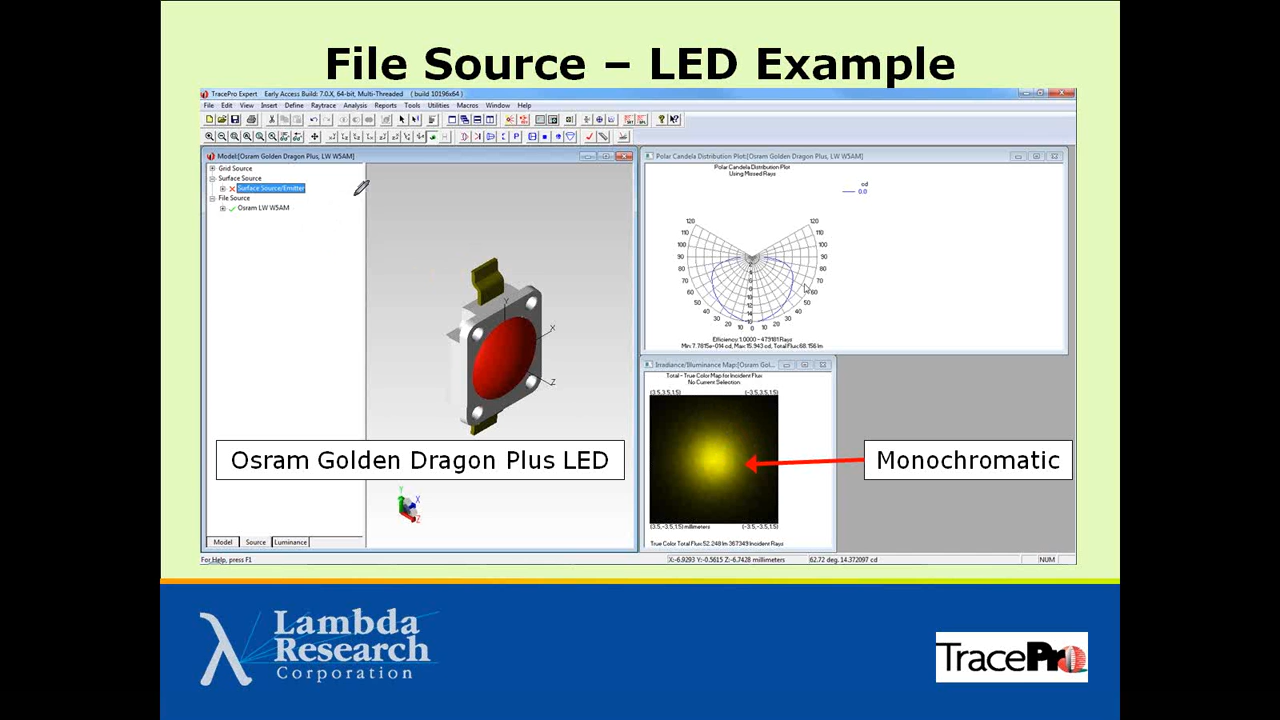 File Source – LED Example
TracePro Expert Early Access Build: 7.0.X, 64-bit, Multi-Threaded ( build 10196x64 )
File Edit View Insert Define Raytrace Analysis Reports Tools Utilities Macros Window Help
Model:[Osram Golden Dragon Plus, LW W5AM]
Grid Source
Surface Source
Surface Source/Emitter
File Source
Osram LW W5AM
Y
X
Z
Osram Golden Dragon Plus LED
Y
X
Z
Model Source Luminance
Polar Candela Distribution Plot:[Osram Golden Dragon Plus, LW W5AM]
Polar Candela Distribution Plot
Using Missed Rays
cd
0.0
120 120
110 110
100 100
90 90
80 80
70 70
60 60
50 50
40 40
30 30
20 10 0 10 20
Efficiency:1.0000 - 479181 Rays
Min: 7.7815e-014 cd, Max:15.943 cd, Total Flux:68.156 lm
Irradiance/Illuminance Map:[Osram Gol...
Total - True Color Map for Incident Flux
No Current Selection
(3.5,3.5,1.5) (-3.5,3.5,1.5)
(3.5,-3.5,1.5) millimeters (-3.5,-3.5,1.5)
True Color Total Flux:52.248 lm 367349 Incident Rays
Monochromatic
For Help, press F1 X:-6.9293 Y:-0.5615 Z:-6.7428 millimeters 62.72 deg. 14.372097 cd NUM
λ Lambda
Research
Corporation
TracePro